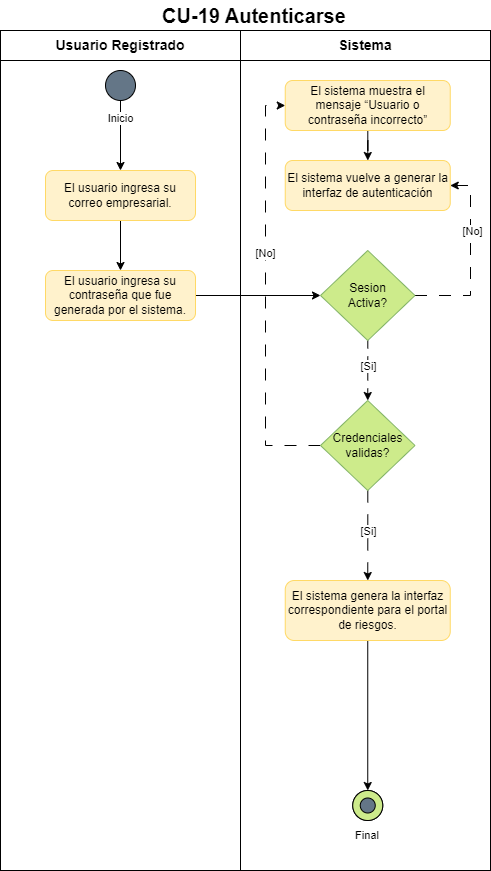 CU-19 Autenticarse
Usuario Registrado
Sistema
Inicio
El usuario ingresa su
correo empresarial.
El usuario ingresa su
contraseña que fue
generada por el sistema.
El sistema muestra el
mensaje “Usuario o
contraseña incorrecto”
El sistema vuelve a generar la
interfaz de autenticación
[No]
[No]
Sesion
Activa?
[Si]
Credenciales
validas?
[Si]
El sistema genera la interfaz
correspondiente para el portal
de riesgos.
Final